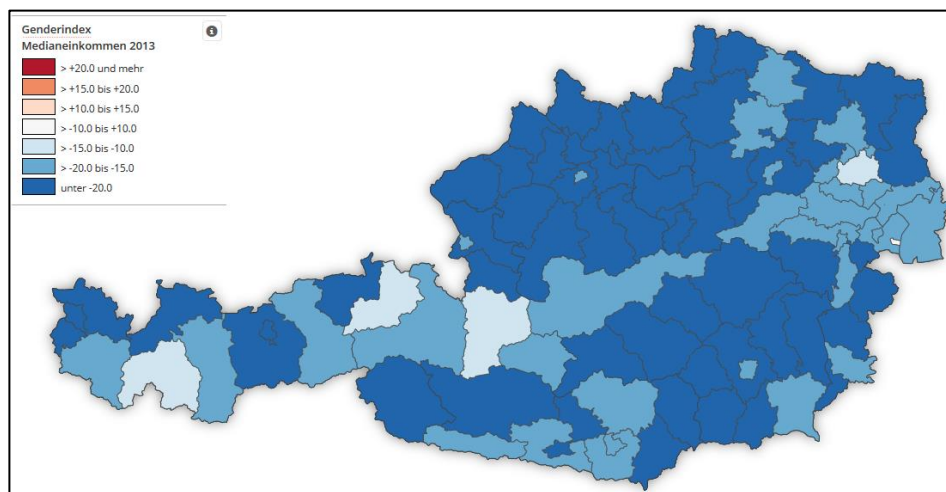 Genderindex
Medianeinkommen 2013
> +20.0 und mehr
> +15.0 bis +20.0
> +10.0 bis +15.0
> -10.0 bis +10.0
> -15.0 bis -10.0
> -20.0 bis -15.0
unter -20.0